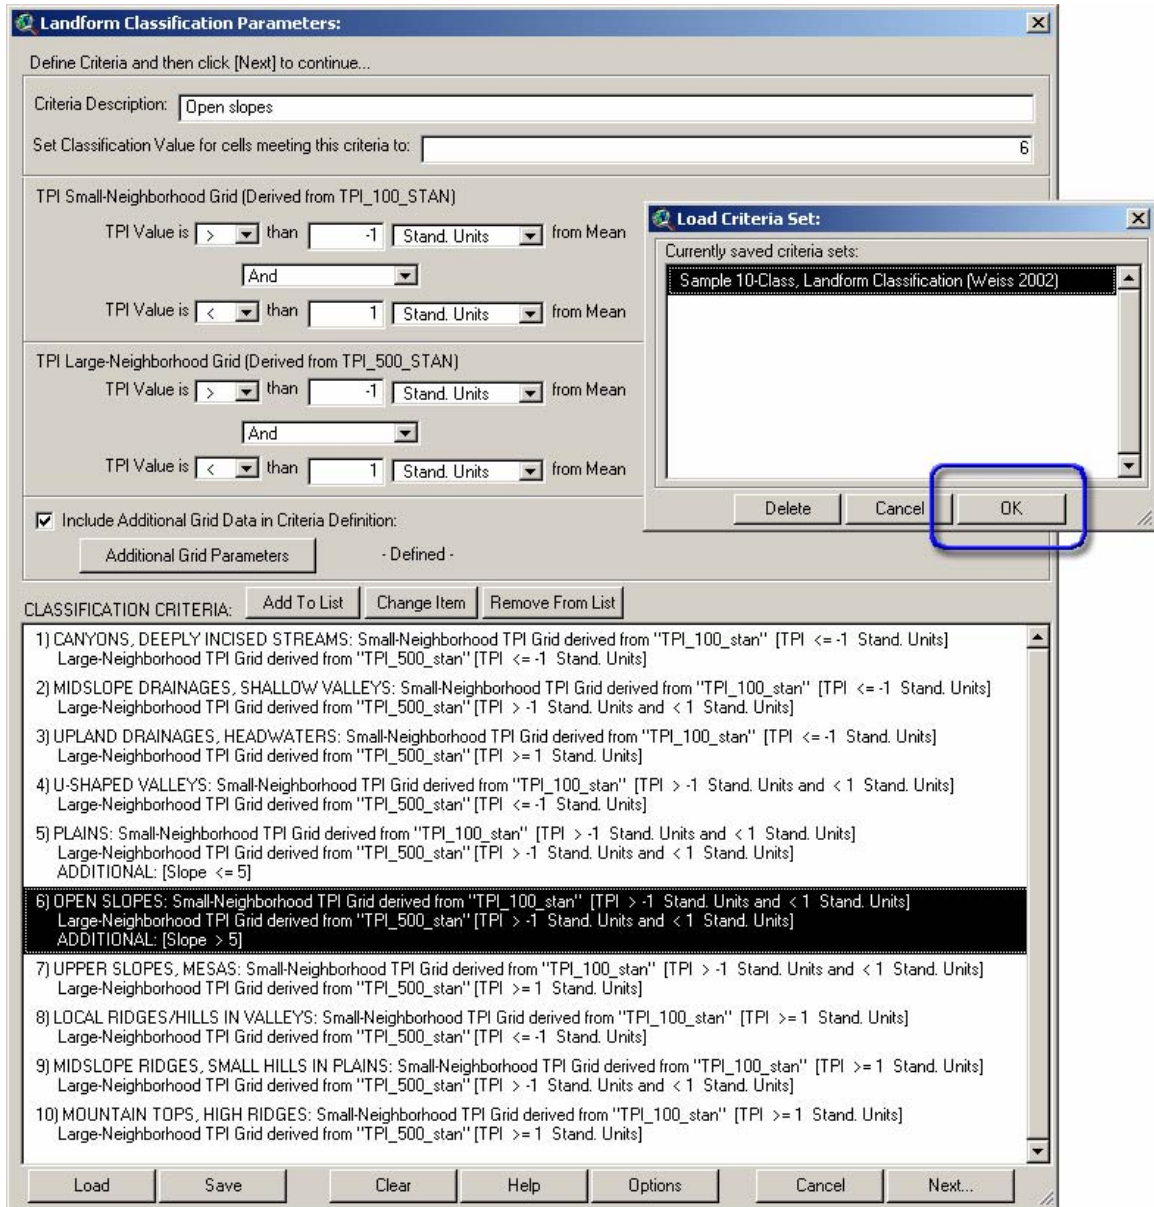 Landform Classification Parameters:
Define Criteria and then click [Next] to continue...
Criteria Description: Open slopes
Set Classification Value for cells meeting this criteria to: 6
TPI Small-Neighborhood Grid (Derived from TPI_100_STAN)
TPI Value is > than -1 Stand. Units from Mean
And
TPI Value is < than 1 Stand. Units from Mean
TPI Large-Neighborhood Grid (Derived from TPI_500_STAN)
TPI Value is > than -1 Stand. Units from Mean
And
TPI Value is < than 1 Stand. Units from Mean
Load Criteria Set:
Currently saved criteria sets:
Sample 10-Class, Landform Classification (Weiss 2002)
Delete Cancel OK
Include Additional Grid Data in Criteria Definition:
Additional Grid Parameters - Defined -
CLASSIFICATION CRITERIA: Add To List Change Item Remove From List
1) CANYONS, DEEPLY INCISED STREAMS: Small-Neighborhood TPI Grid derived from "TPI_100_stan" [TPI <= -1 Stand. Units]
Large-Neighborhood TPI Grid derived from "TPI_500_stan" [TPI <= -1 Stand. Units]
2) MIDSLOPE DRAINAGES, SHALLOW VALLEYS: Small-Neighborhood TPI Grid derived from "TPI_100_stan" [TPI <= -1 Stand. Units]
Large-Neighborhood TPI Grid derived from "TPI_500_stan" [TPI > -1 Stand. Units and < 1 Stand. Units]
3) UPLAND DRAINAGES, HEADWATERS: Small-Neighborhood TPI Grid derived from "TPI_100_stan" [TPI <= -1 Stand. Units]
Large-Neighborhood TPI Grid derived from "TPI_500_stan" [TPI >= 1 Stand. Units]
4) U-SHAPED VALLEYS: Small-Neighborhood TPI Grid derived from "TPI_100_stan" [TPI > -1 Stand. Units and < 1 Stand. Units]
Large-Neighborhood TPI Grid derived from "TPI_500_stan" [TPI <= -1 Stand. Units]
5) PLAINS: Small-Neighborhood TPI Grid derived from "TPI_100_stan" [TPI > -1 Stand. Units and < 1 Stand. Units]
Large-Neighborhood TPI Grid derived from "TPI_500_stan" [TPI > -1 Stand. Units and < 1 Stand. Units]
ADDITIONAL: [Slope <= 5]
6) OPEN SLOPES: Small-Neighborhood TPI Grid derived from "TPI_100_stan" [TPI > -1 Stand. Units and < 1 Stand. Units]
Large-Neighborhood TPI Grid derived from "TPI_500_stan" [TPI > -1 Stand. Units and < 1 Stand. Units]
ADDITIONAL: [Slope > 5]
7) UPPER SLOPES, MESAS: Small-Neighborhood TPI Grid derived from "TPI_100_stan" [TPI > -1 Stand. Units and < 1 Stand. Units]
Large-Neighborhood TPI Grid derived from "TPI_500_stan" [TPI >= 1 Stand. Units]
8) LOCAL RIDGES/HILLS IN VALLEYS: Small-Neighborhood TPI Grid derived from "TPI_100_stan" [TPI >= 1 Stand. Units]
Large-Neighborhood TPI Grid derived from "TPI_500_stan" [TPI <= -1 Stand. Units]
9) MIDSLOPE RIDGES, SMALL HILLS IN PLAINS: Small-Neighborhood TPI Grid derived from "TPI_100_stan" [TPI >= 1 Stand. Units]
Large-Neighborhood TPI Grid derived from "TPI_500_stan" [TPI > -1 Stand. Units and < 1 Stand. Units]
10) MOUNTAIN TOPS, HIGH RIDGES: Small-Neighborhood TPI Grid derived from "TPI_100_stan" [TPI >= 1 Stand. Units]
Large-Neighborhood TPI Grid derived from "TPI_500_stan" [TPI >= 1 Stand. Units]
Load Save Clear Help Options Cancel Next...